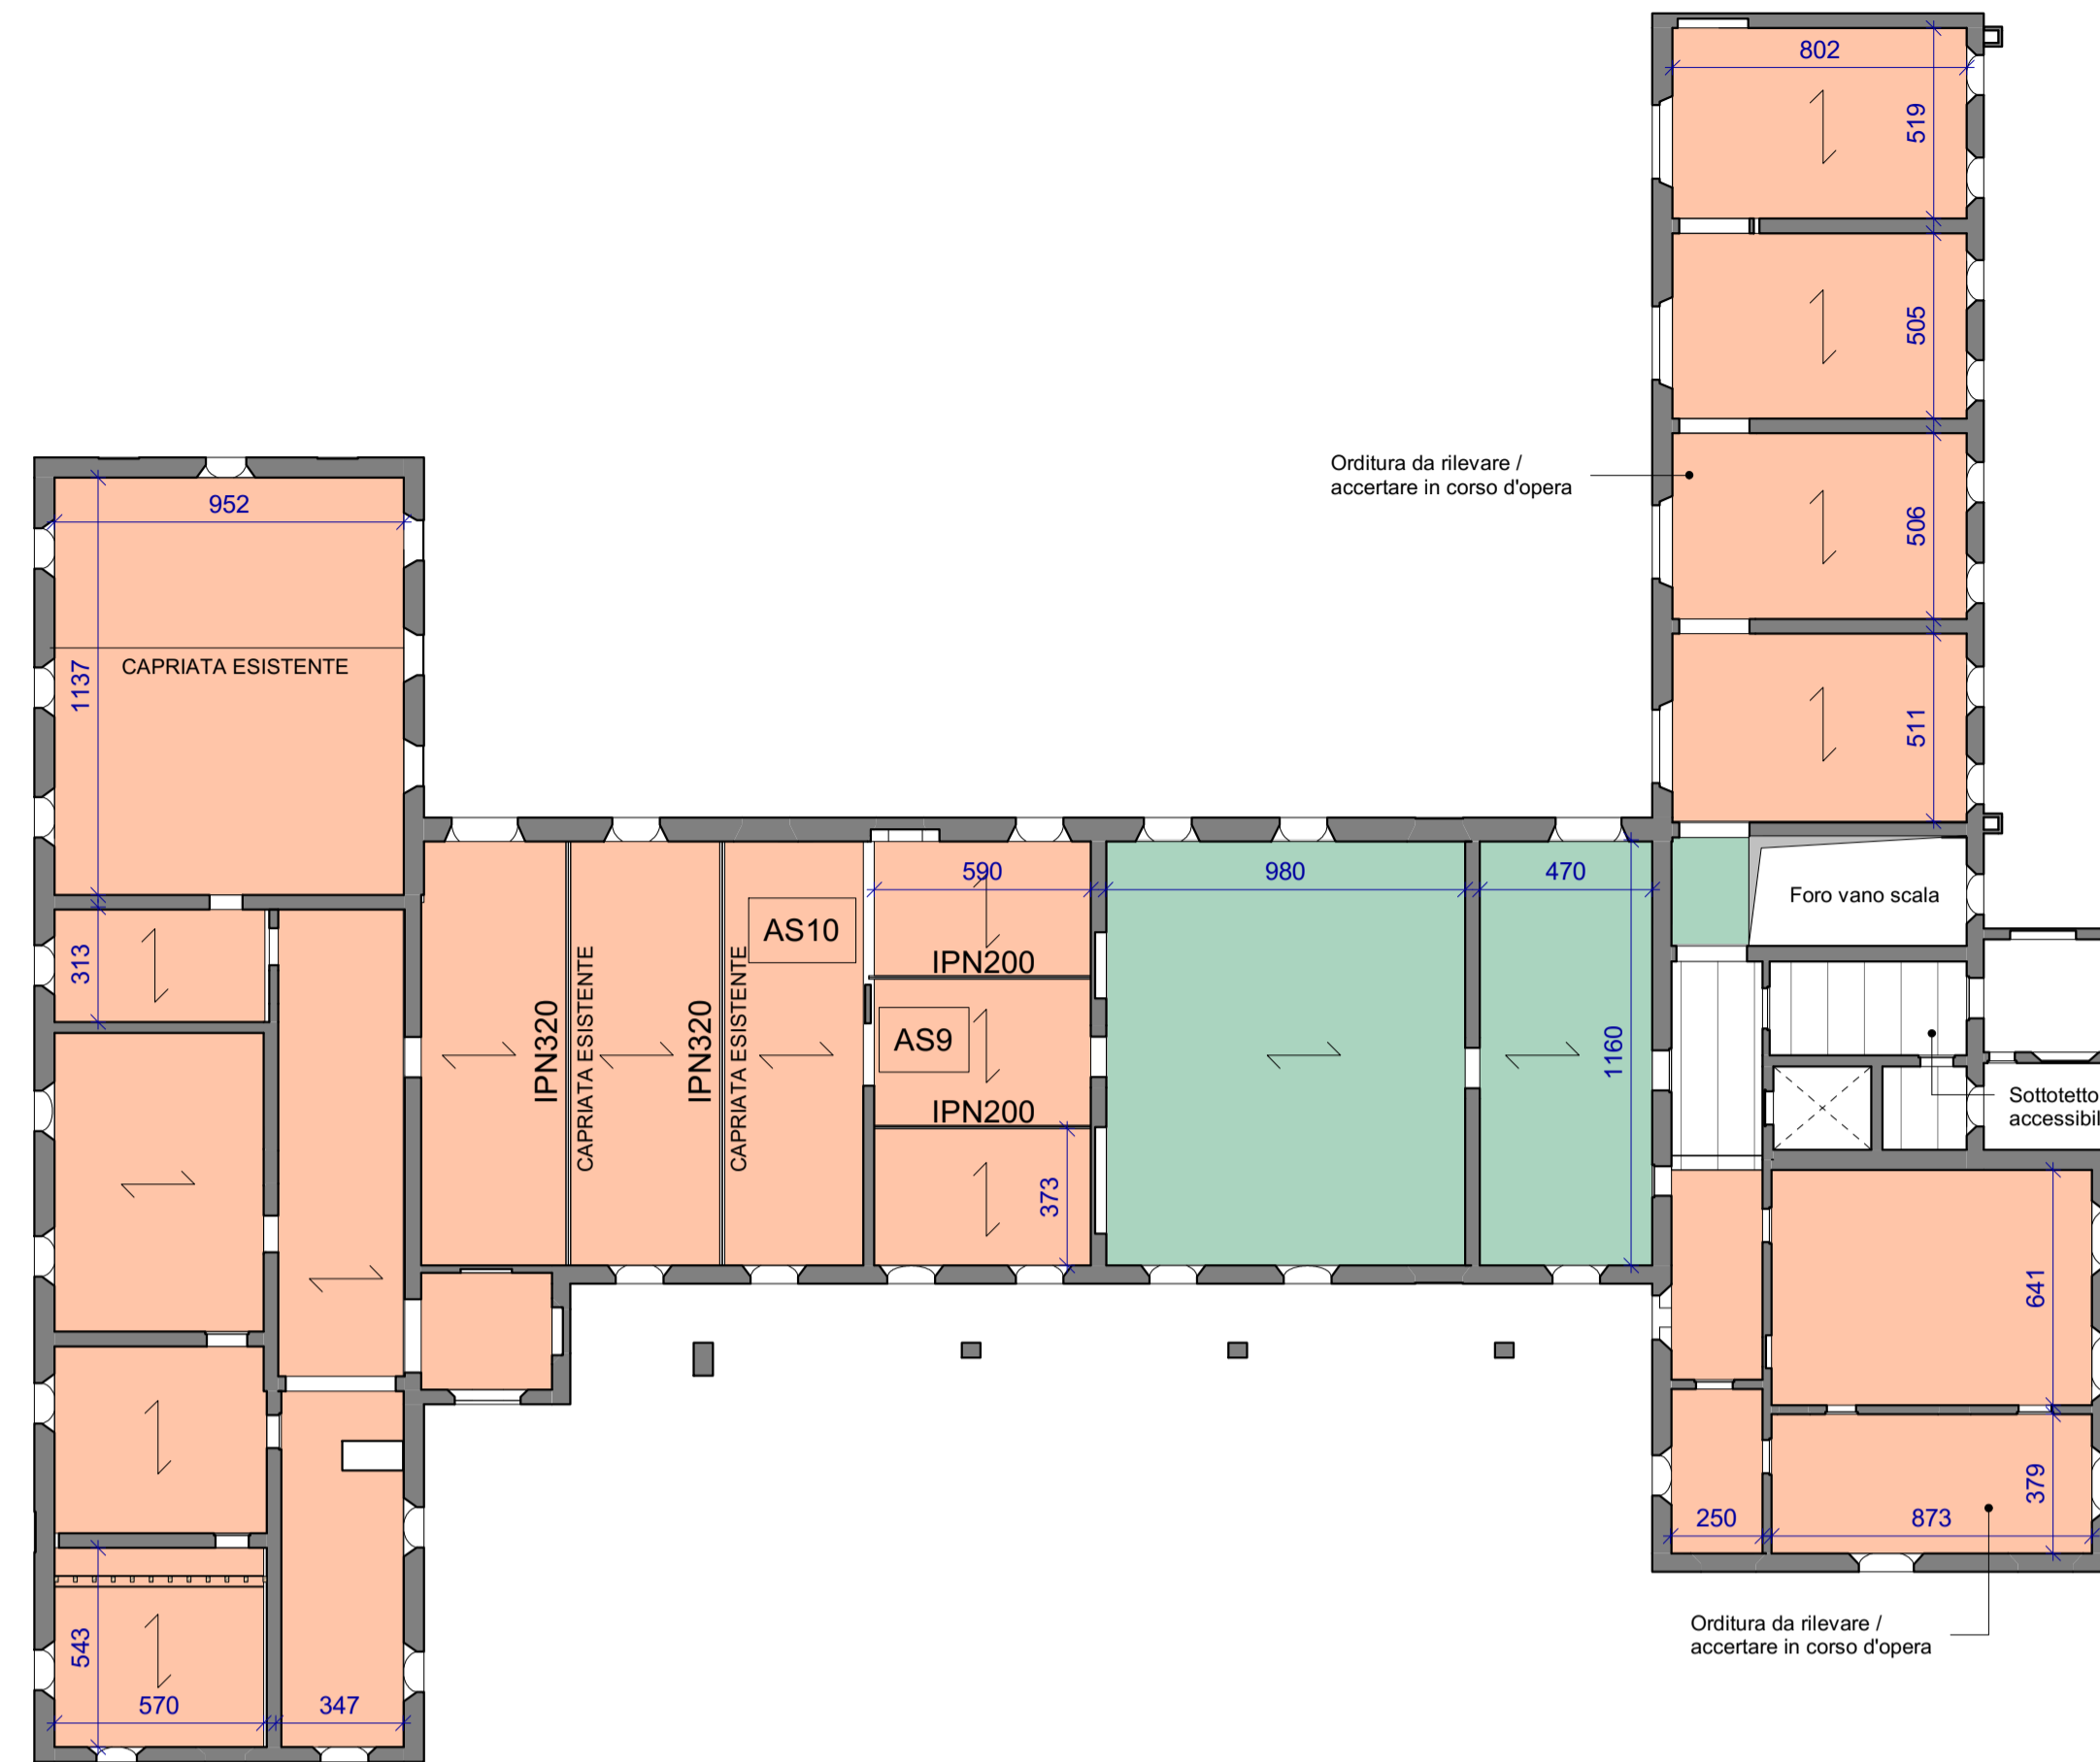 802
519
505
Orditura da rilevare /
accertare in corso d'opera
506
952
CAPRIATA ESISTENTE
1137
511
590
980
470
Foro vano scala
AS10
313
IPN200
IPN320
CAPRIATA ESISTENTE
IPN320
CAPRIATA ESISTENTE
AS9
1160
IPN200
Sottotetto
accessibil
373
641
379
250
873
543
570
347
Orditura da rilevare /
accertare in corso d'opera